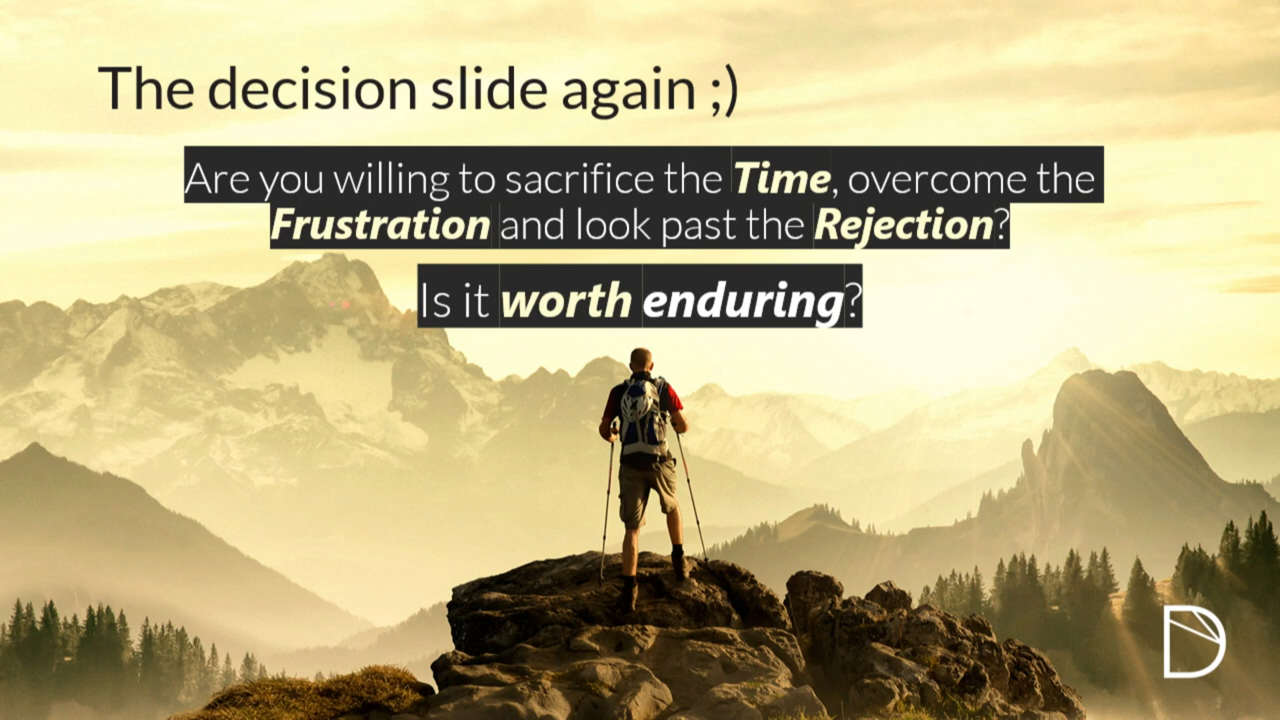 The decision slide again ;)
Are you willing to sacrifice the Time, overcome the
Frustration and look past the Rejection?
Is it worth enduring?